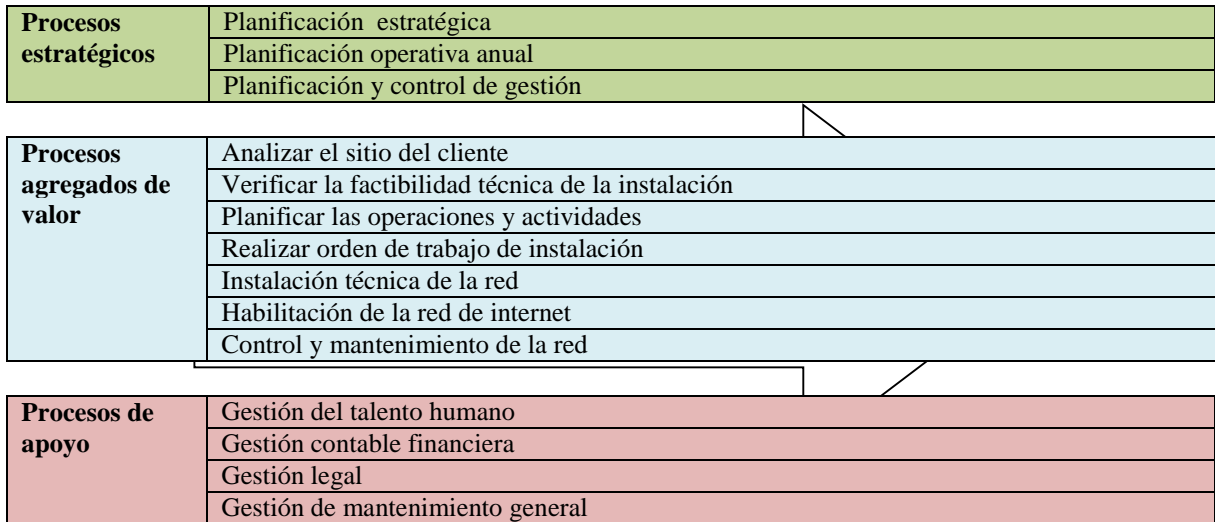 Procesos estratégicos
Planificación estratégica
Planificación operativa anual
Planificación y control de gestión
Procesos agregados de valor
Analizar el sitio del cliente
Verificar la factibilidad técnica de la instalación
Planificar las operaciones y actividades
Realizar orden de trabajo de instalación
Instalación técnica de la red
Habilitación de la red de internet
Control y mantenimiento de la red
Procesos de apoyo
Gestión del talento humano
Gestión contable financiera
Gestión legal
Gestión de mantenimiento general